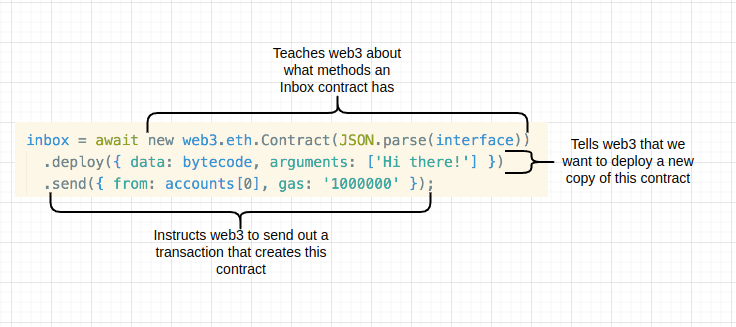 Teaches web3 about
what methods an
Inbox contract has
inbox = await new web3.eth.Contract(JSON.parse(interface))
.deploy({ data: bytecode, arguments: ['Hi there!'] })
.send({ from: accounts[0], gas: '1000000' });
Tells web3 that we
want to deploy a new
copy of this contract
Instructs web3 to send out a
transaction that creates this
contract